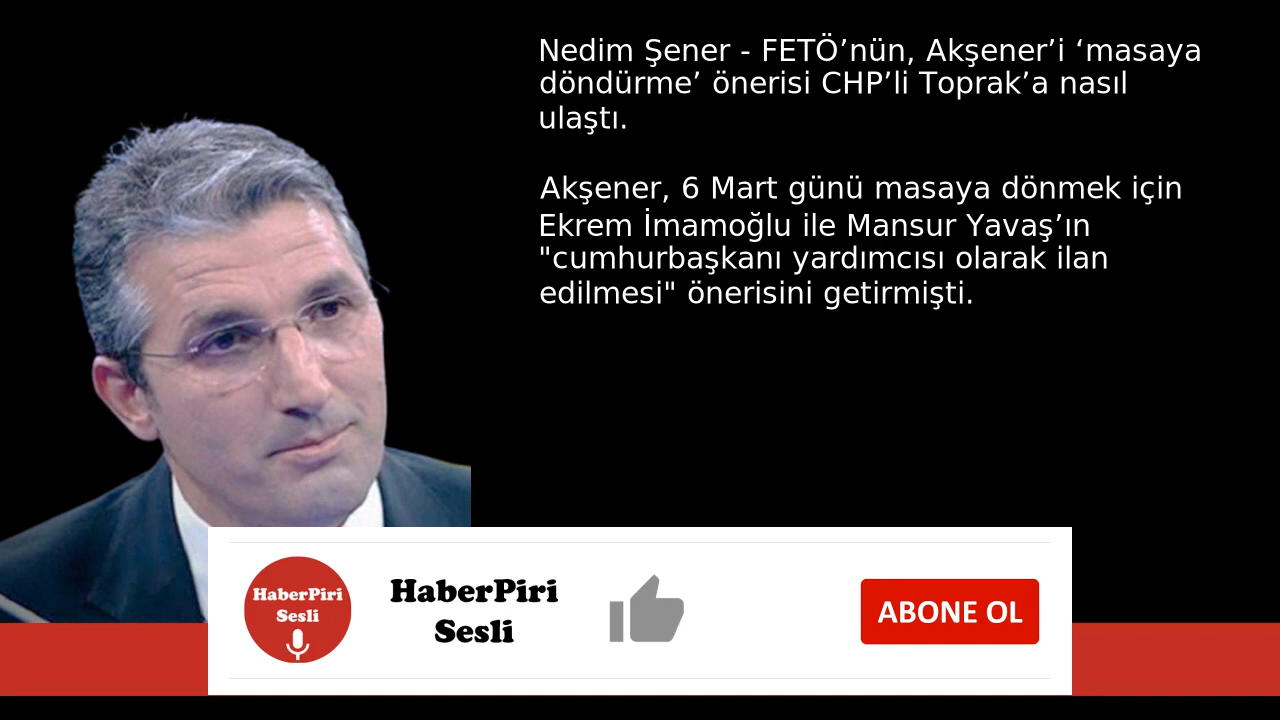 Nedim Şener - FETÖ’nün, Akşener’i ‘masaya
döndürme’ önerisi CHP’li Toprak’a nasıl
ulaştı.
Akşener, 6 Mart günü masaya dönmek için
Ekrem İmamoğlu ile Mansur Yavaş’ın
"cumhurbaşkanı yardımcısı olarak ilan
edilmesi" önerisini getirmişti.
HaberPiri
Sesli
HaberPiri
Sesli
ABONE OL